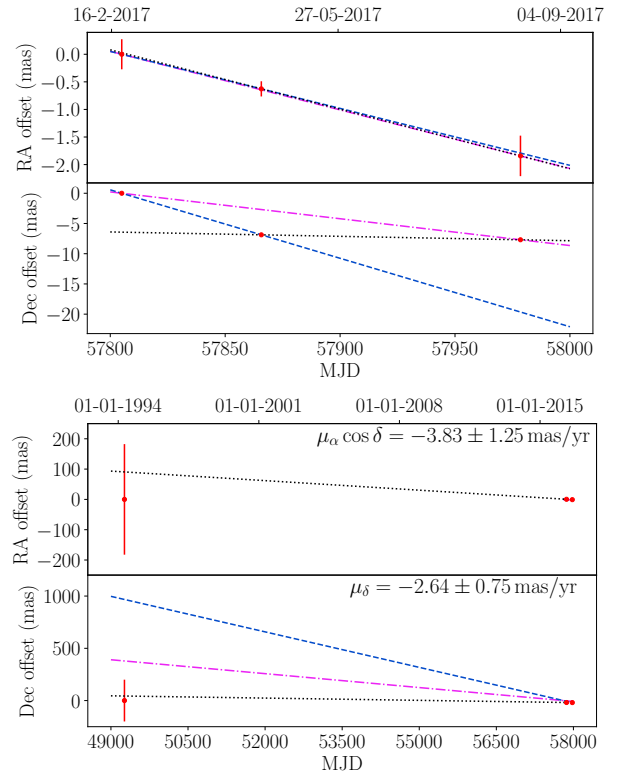 16-2-2017 27-05-2017 04-09-2017
0.0
−0.5
−1.0
−1.5
−2.0
RA offset (mas)
0
−5
−10
−15
−20
Dec offset (mas)
57800 57850 57900 57950 58000
MJD
01-01-1994 01-01-2001 01-01-2008 01-01-2015
μ_α cos δ = −3.83 ± 1.25 mas/yr
200
100
0
−100
−200
RA offset (mas)
μ_δ = −2.64 ± 0.75 mas/yr
1000
500
0
Dec offset (mas)
49000 50500 52000 53500 55000 56500 58000
MJD